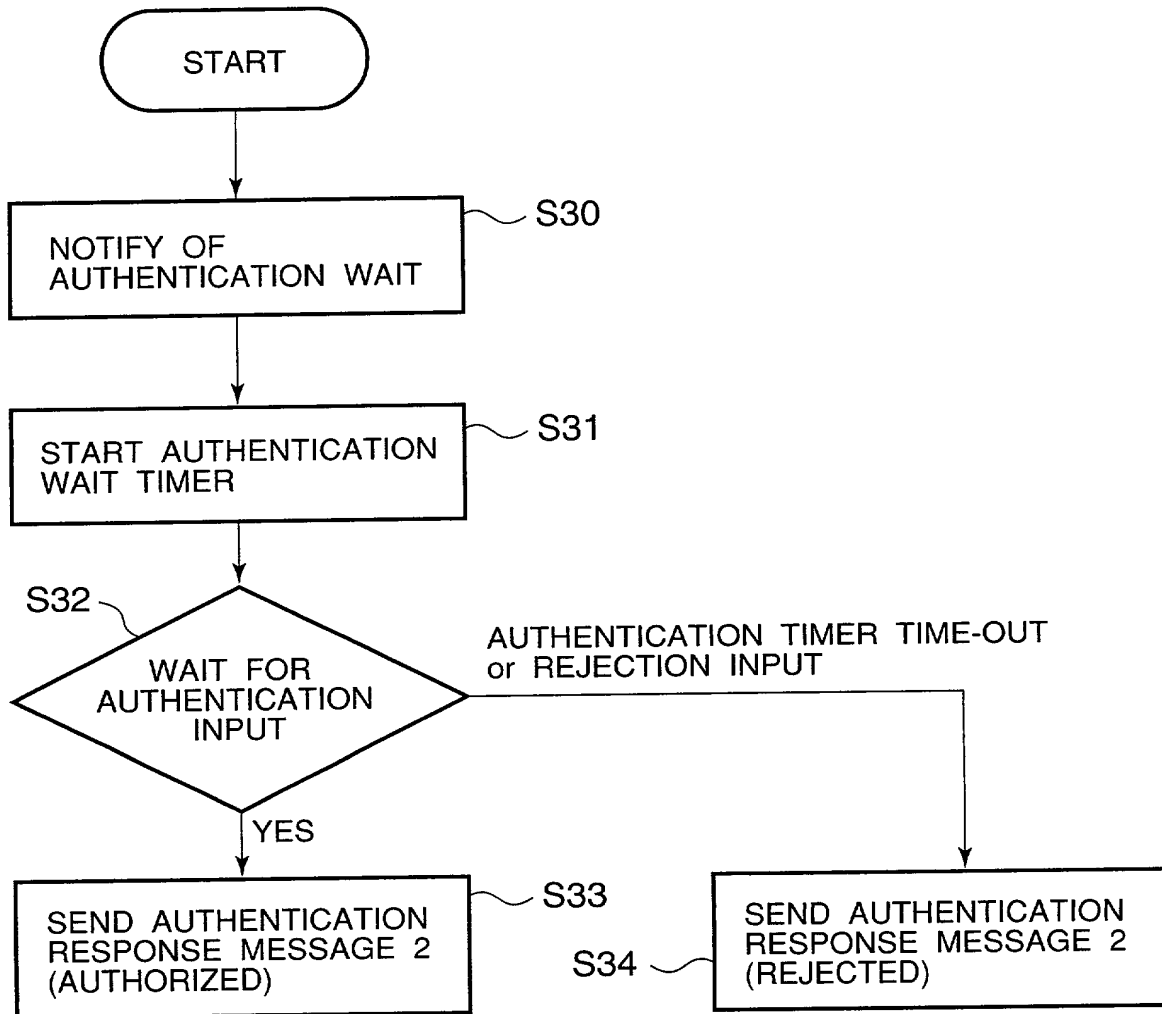 START
S30
NOTIFY OF
AUTHENTICATION WAIT
S31
START AUTHENTICATION
WAIT TIMER
S32
WAIT FOR
AUTHENTICATION
INPUT
AUTHENTICATION TIMER TIME-OUT
or REJECTION INPUT
YES
S33
SEND AUTHENTICATION
RESPONSE MESSAGE 2
(AUTHORIZED)
S34
SEND AUTHENTICATION
RESPONSE MESSAGE 2
(REJECTED)